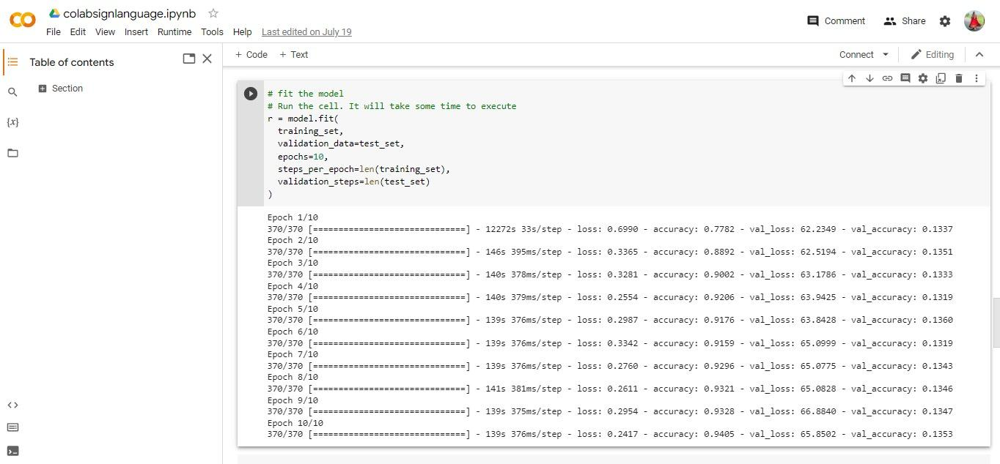 colabsignlanguage.ipynb
File Edit View Insert Runtime Tools Help Last edited on July 19
Comment Share
Table of contents
Section
+ Code + Text
Connect Editing
{x}
# fit the model
# Run the cell. It will take some time to execute
r = model.fit(
training_set,
validation_data=test_set,
epochs=10,
steps_per_epoch=len(training_set),
validation_steps=len(test_set)
)
Epoch 1/10
370/370 [==============================] - 12272s 33s/step - loss: 0.6990 - accuracy: 0.7782 - val_loss: 62.2349 - val_accuracy: 0.1337
Epoch 2/10
370/370 [==============================] - 146s 395ms/step - loss: 0.3365 - accuracy: 0.8892 - val_loss: 62.5194 - val_accuracy: 0.1351
Epoch 3/10
370/370 [==============================] - 140s 378ms/step - loss: 0.3281 - accuracy: 0.9002 - val_loss: 63.1786 - val_accuracy: 0.1333
Epoch 4/10
370/370 [==============================] - 140s 379ms/step - loss: 0.2554 - accuracy: 0.9206 - val_loss: 63.9425 - val_accuracy: 0.1319
Epoch 5/10
370/370 [==============================] - 139s 376ms/step - loss: 0.2987 - accuracy: 0.9176 - val_loss: 63.8428 - val_accuracy: 0.1360
Epoch 6/10
370/370 [==============================] - 139s 376ms/step - loss: 0.3342 - accuracy: 0.9159 - val_loss: 65.0999 - val_accuracy: 0.1319
Epoch 7/10
370/370 [==============================] - 139s 376ms/step - loss: 0.2760 - accuracy: 0.9296 - val_loss: 65.0775 - val_accuracy: 0.1343
Epoch 8/10
370/370 [==============================] - 141s 381ms/step - loss: 0.2611 - accuracy: 0.9321 - val_loss: 65.0828 - val_accuracy: 0.1346
Epoch 9/10
370/370 [==============================] - 139s 375ms/step - loss: 0.2954 - accuracy: 0.9328 - val_loss: 66.8840 - val_accuracy: 0.1347
Epoch 10/10
370/370 [==============================] - 139s 376ms/step - loss: 0.2417 - accuracy: 0.9405 - val_loss: 65.8502 - val_accuracy: 0.1353